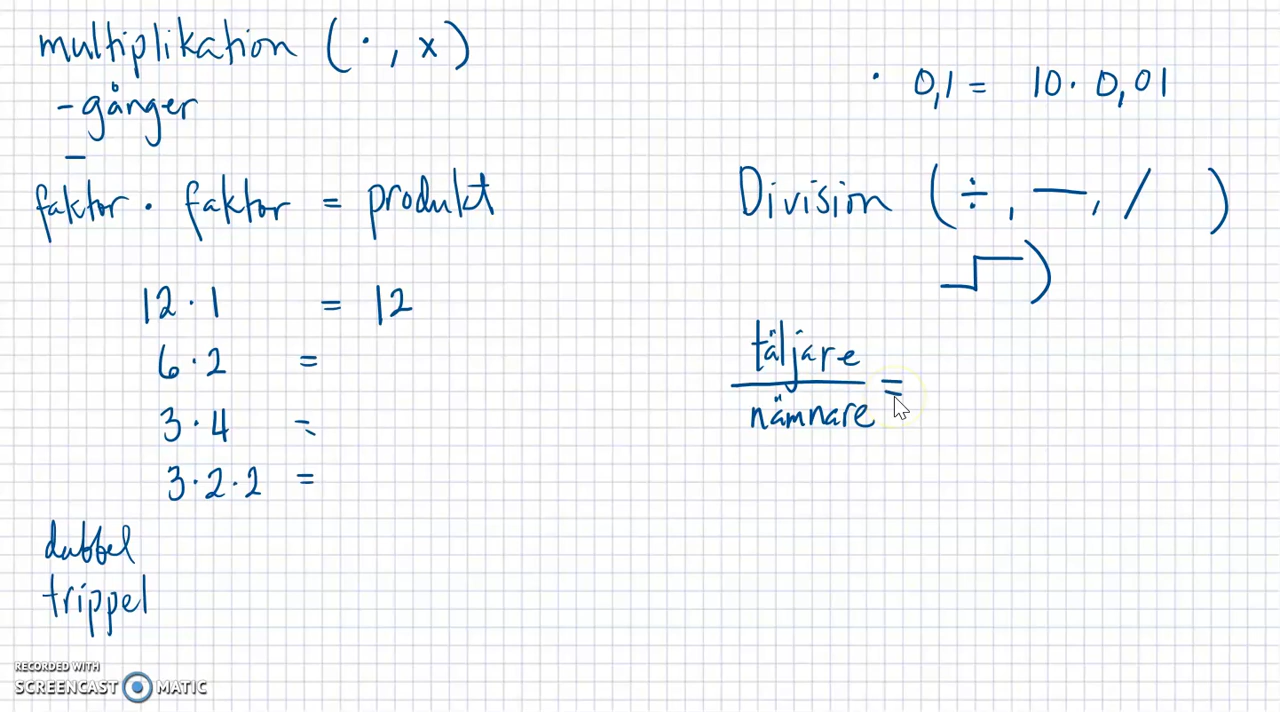 multiplikation (·, x)
- gånger
–
faktor · faktor = produkt
12 · 1 = 12
6 · 2 =
3 · 4 =
3 · 2 · 2 =
dubbel
trippel
· 0,1 = 10 · 0,01
Division (÷, —, / )
)
täljare
nämnare =
RECORDED WITH
SCREENCAST MATIC